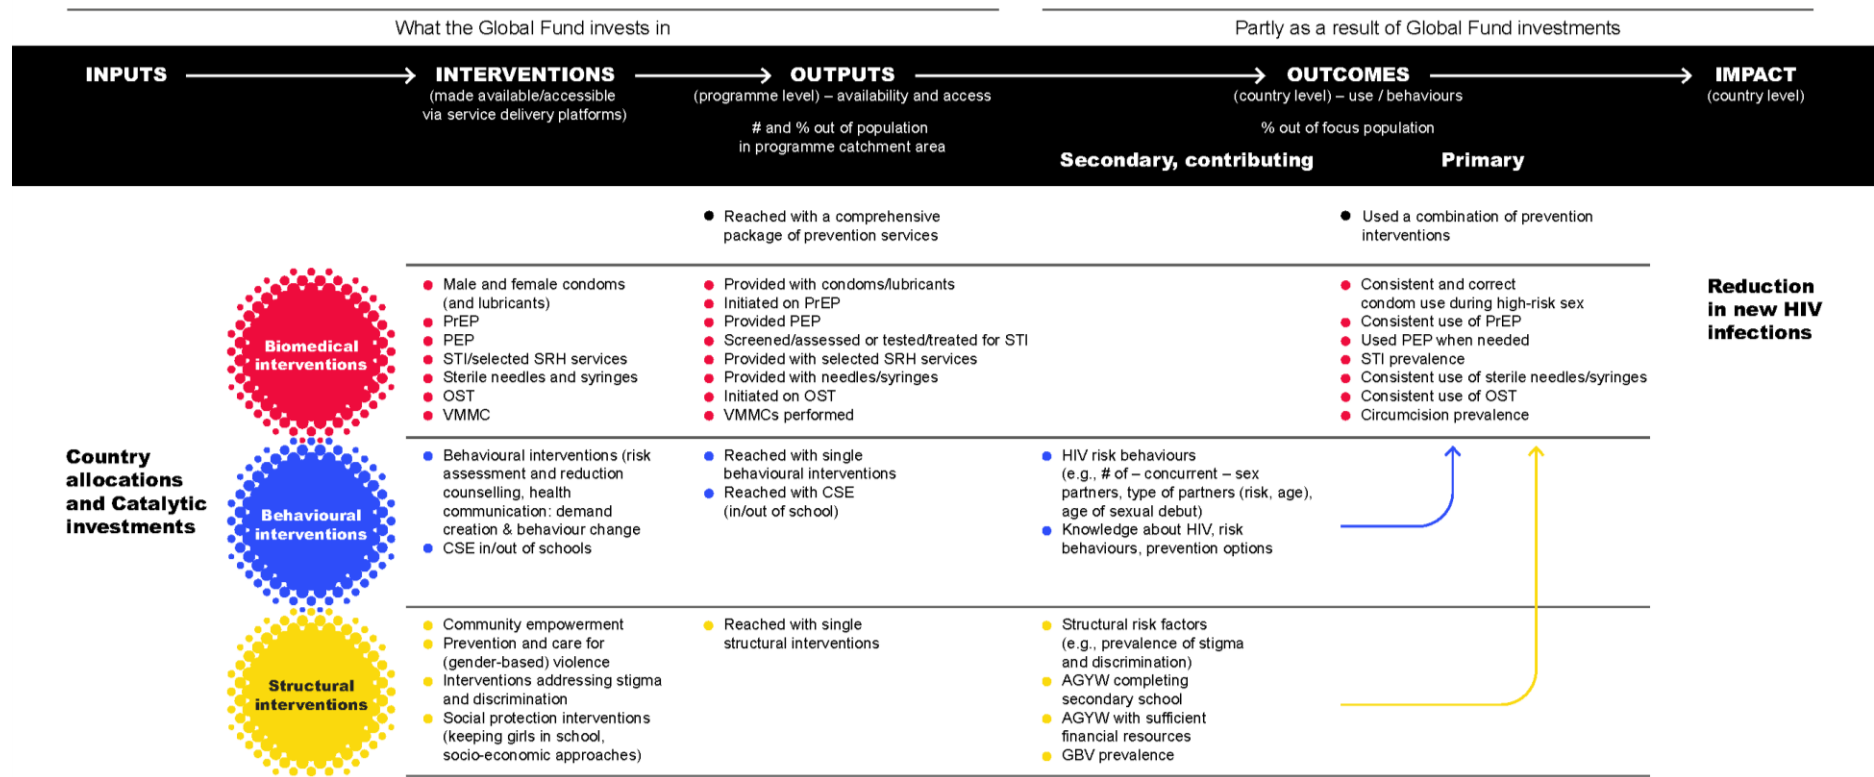 What the Global Fund invests in
Partly as a result of Global Fund investments
INPUTS
INTERVENTIONS
(made available/accessible
via service delivery platforms)
OUTPUTS
(programme level) – availability and access
# and % out of population
in programme catchment area
OUTCOMES
(country level) – use / behaviours
% out of focus population
Secondary, contributing
Primary
IMPACT
(country level)
Reached with a comprehensive
package of prevention services
Used a combination of prevention
interventions
Country
allocations
and Catalytic
investments
Biomedical
interventions
Male and female condoms
(and lubricants)
PrEP
PEP
STI/selected SRH services
Sterile needles and syringes
OST
VMMC
Provided with condoms/lubricants
Initiated on PrEP
Provided PEP
Screened/assessed or tested/treated for STI
Provided with selected SRH services
Provided with needles/syringes
Initiated on OST
VMMCs performed
Consistent and correct
condom use during high-risk sex
Consistent use of PrEP
Used PEP when needed
STI prevalence
Consistent use of sterile needles/syringes
Consistent use of OST
Circumcision prevalence
Reduction
in new HIV
infections
Behavioural
interventions
Behavioural interventions (risk
assessment and reduction
counselling, health
communication: demand
creation & behaviour change
CSE in/out of schools
Reached with single
behavioural interventions
Reached with CSE
(in/out of school)
HIV risk behaviours
(e.g., # of – concurrent – sex
partners, type of partners (risk, age),
age of sexual debut)
Knowledge about HIV, risk
behaviours, prevention options
Structural
interventions
Community empowerment
Prevention and care for
(gender-based) violence
Interventions addressing stigma
and discrimination
Social protection interventions
(keeping girls in school,
socio-economic approaches)
Reached with single
structural interventions
Structural risk factors
(e.g., prevalence of stigma
and discrimination)
AGYW completing
secondary school
AGYW with sufficient
financial resources
GBV prevalence